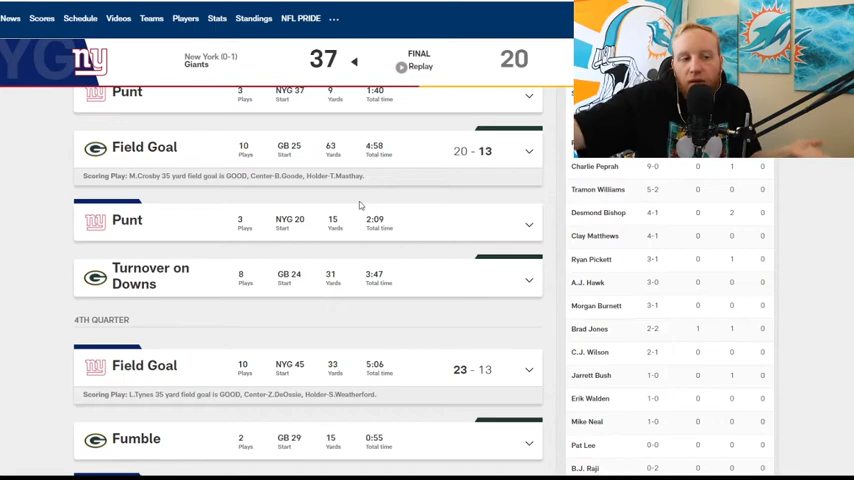 News Scores Schedule Videos Teams Players Stats Standings NFL PRIDE ...
New York (0-1)
Giants
37
FINAL
Replay
20
NYG
ny
Punt 3 NYG 37 9 1:40
Plays Start Yards Total time
Field Goal 10 GB 25 63 4:58 20 - 13
Plays Start Yards Total time
Scoring Play: M.Crosby 35 yard field goal is GOOD, Center-B.Goode, Holder-T.Masthay.
Punt 3 NYG 20 15 2:09
Plays Start Yards Total time
Turnover on Downs 8 GB 24 31 3:47
Plays Start Yards Total time
4TH QUARTER
Field Goal 10 NYG 45 33 5:06 23 - 13
Plays Start Yards Total time
Scoring Play: L.Tynes 35 yard field goal is GOOD, Center-Z.DeOssie, Holder-S.Weatherford.
Fumble 2 GB 29 15 0:55
Plays Start Yards Total time
Charlie Peprah 9-0 0 1 0
Tramon Williams 5-2 0 0 0
Desmond Bishop 4-1 0 2 0
Clay Matthews 4-1 0 0 0
Ryan Pickett 3-1 0 1 0
A.J. Hawk 3-0 0 0 0
Morgan Burnett 3-1 0 0 0
Brad Jones 2-2 1 1 0
C.J. Wilson 2-1 0 0 0
Jarrett Bush 1-0 0 1 0
Erik Walden 1-0 0 0 0
Mike Neal 1-0 0 0 0
Pat Lee 0-0 0 0 0
B.J. Raji 0-2 0 0 0